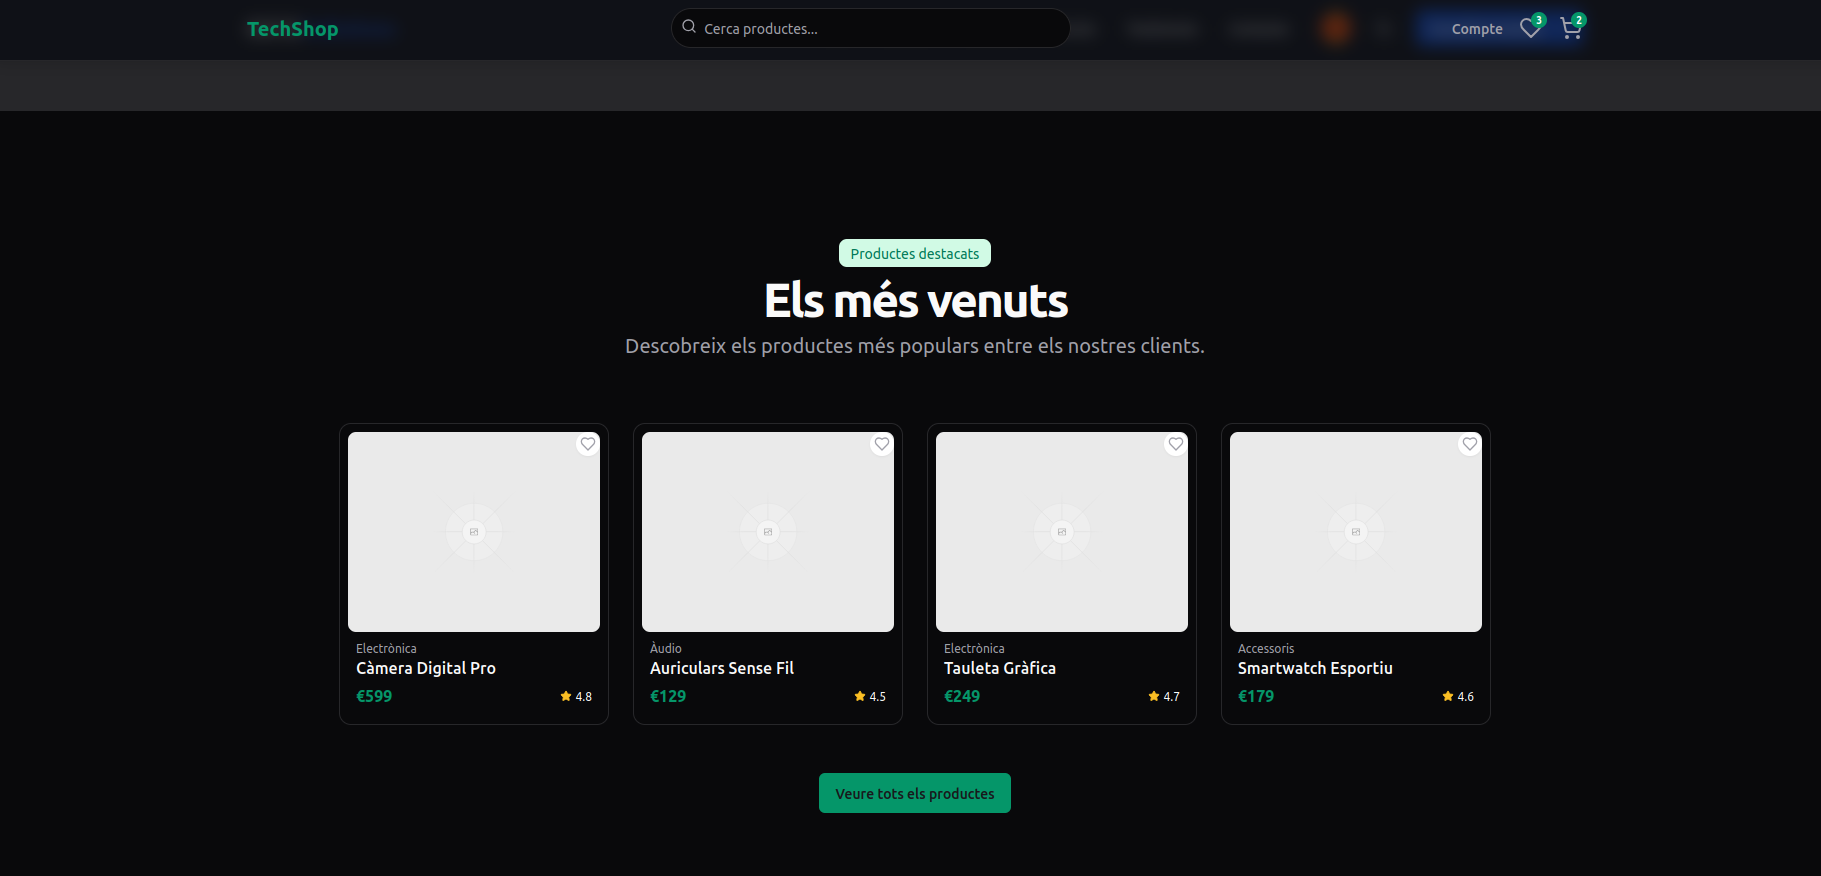 TechShop
Cerca productes...
Compte
3
2
Productes destacats
Els més venuts
Descobreix els productes més populars entre els nostres clients.
Electrònica
Càmera Digital Pro
€599
4.8
Àudio
Auriculars Sense Fil
€129
4.5
Electrònica
Tauleta Gràfica
€249
4.7
Accessoris
Smartwatch Esportiu
€179
4.6
Veure tots els productes